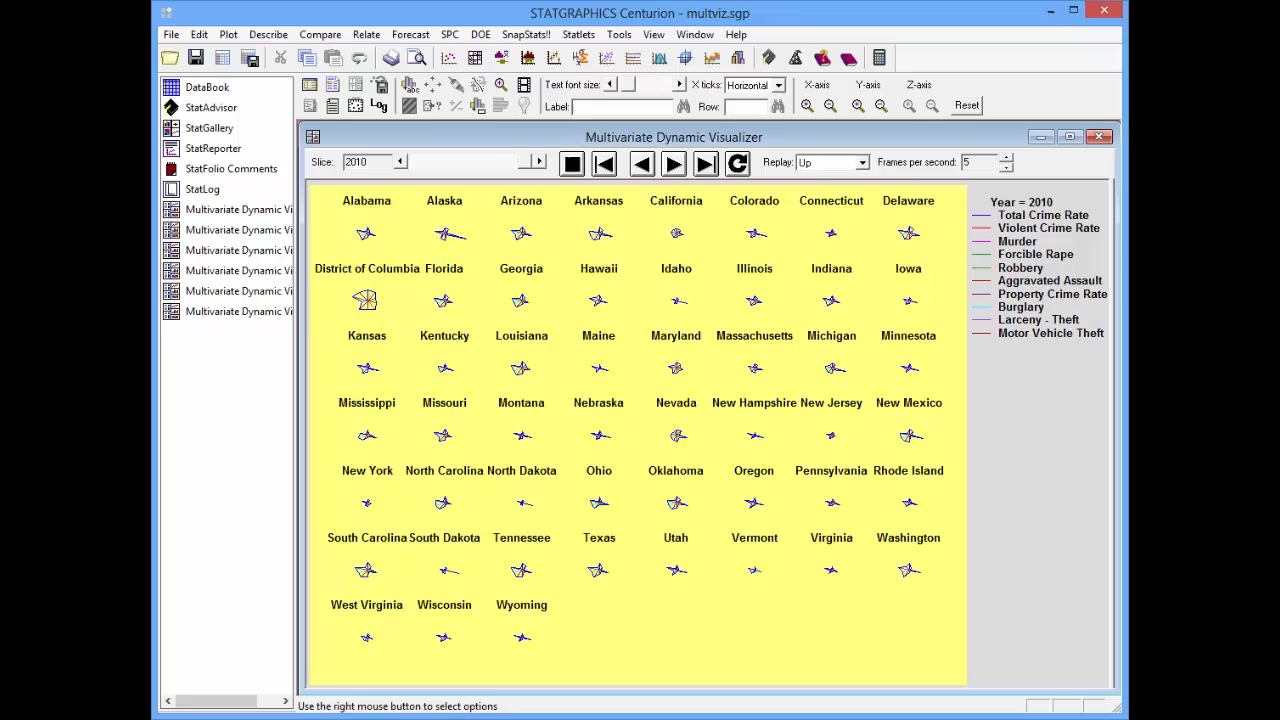 STATGRAPHICS Centurion - multviz.sgp
File Edit Plot Describe Compare Relate Forecast SPC DOE SnapStats!! Statlets Tools View Window Help
Text font size: X ticks: Horizontal X-axis Y-axis Z-axis
Log Label: Row: Reset
DataBook
StatAdvisor
StatGallery
StatReporter
StatFolio Comments
StatLog
Multivariate Dynamic Vi
Multivariate Dynamic Vi
Multivariate Dynamic Vi
Multivariate Dynamic Vi
Multivariate Dynamic Vi
Multivariate Dynamic Vi
Multivariate Dynamic Visualizer
Slice: 2010 Replay: Up Frames per second: 5
Alabama Alaska Arizona Arkansas California Colorado Connecticut Delaware
District of Columbia Florida Georgia Hawaii Idaho Illinois Indiana Iowa
Kansas Kentucky Louisiana Maine Maryland Massachusetts Michigan Minnesota
Mississippi Missouri Montana Nebraska Nevada New Hampshire New Jersey New Mexico
New York North Carolina North Dakota Ohio Oklahoma Oregon Pennsylvania Rhode Island
South Carolina South Dakota Tennessee Texas Utah Vermont Virginia Washington
West Virginia Wisconsin Wyoming
Year = 2010
Total Crime Rate
Violent Crime Rate
Murder
Forcible Rape
Robbery
Aggravated Assault
Property Crime Rate
Burglary
Larceny - Theft
Motor Vehicle Theft
Use the right mouse button to select options